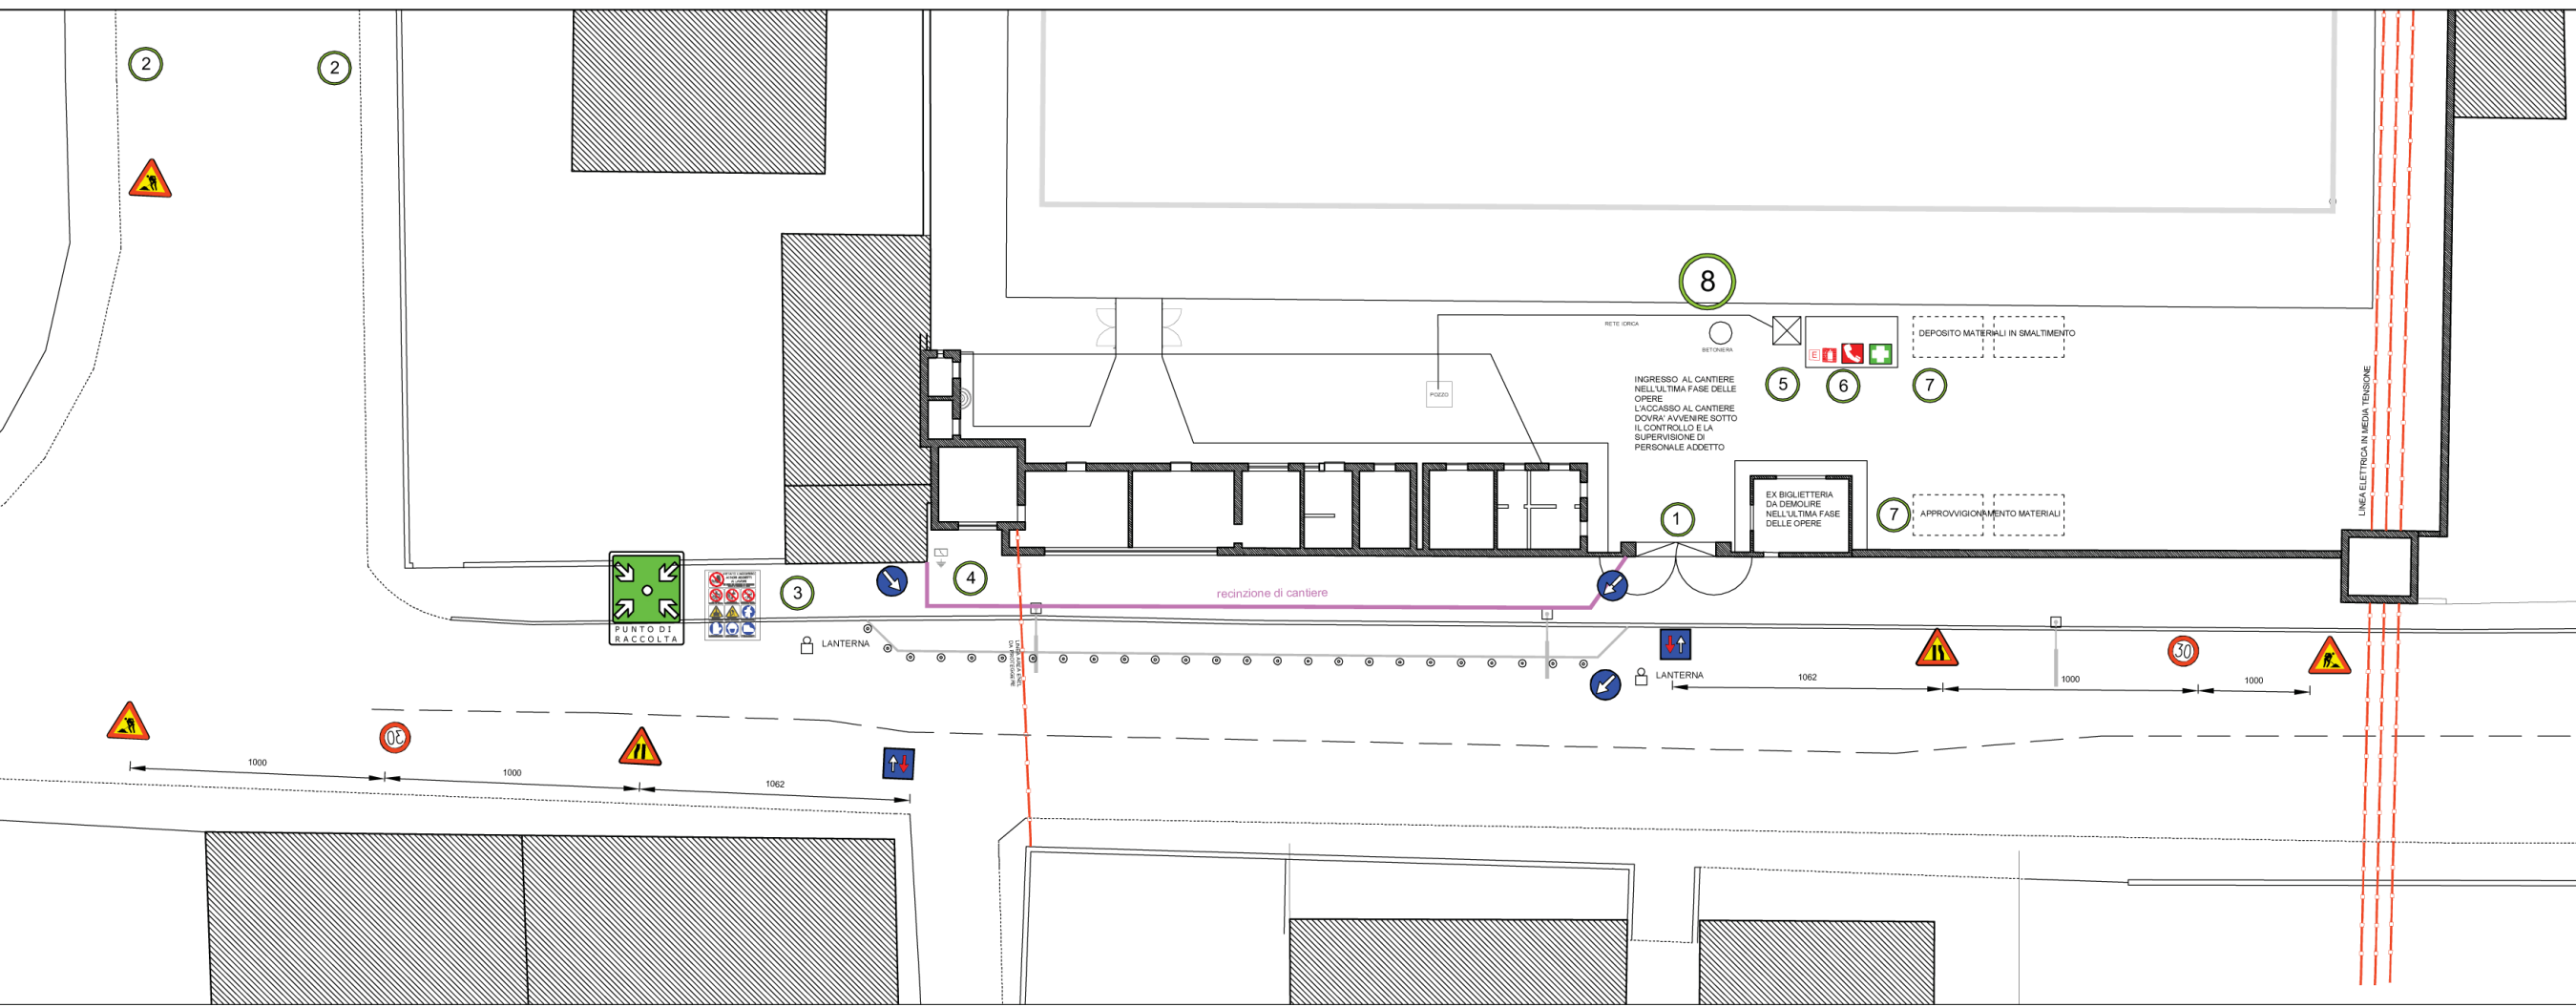 2
2
8
RETE IDRICA
BETONIERA
DEPOSITO MATERIALI IN SMALTIMENTO
E
5
6
7
POZZO
INGRESSO AL CANTIERE
NELL'ULTIMA FASE DELLE
OPERE
L'ACCASSO AL CANTIERE
DOVRA' AVVENIRE SOTTO
IL CONTROLLO E LA
SUPERVISIONE DI
PERSONALE ADDETTO
LINEA ELETTRICA IN MEDIA TENSIONE
EX BIGLIETTERIA
DA DEMOLIRE
NELL'ULTIMA FASE
DELLE OPERE
7
APPROVVIGIONAMENTO MATERIALI
1
4
3
recinzione di cantiere
PUNTO DI
RACCOLTA
LANTERNA
LANTERNA
30
1062
1000
1000
30
1000
1000
1062